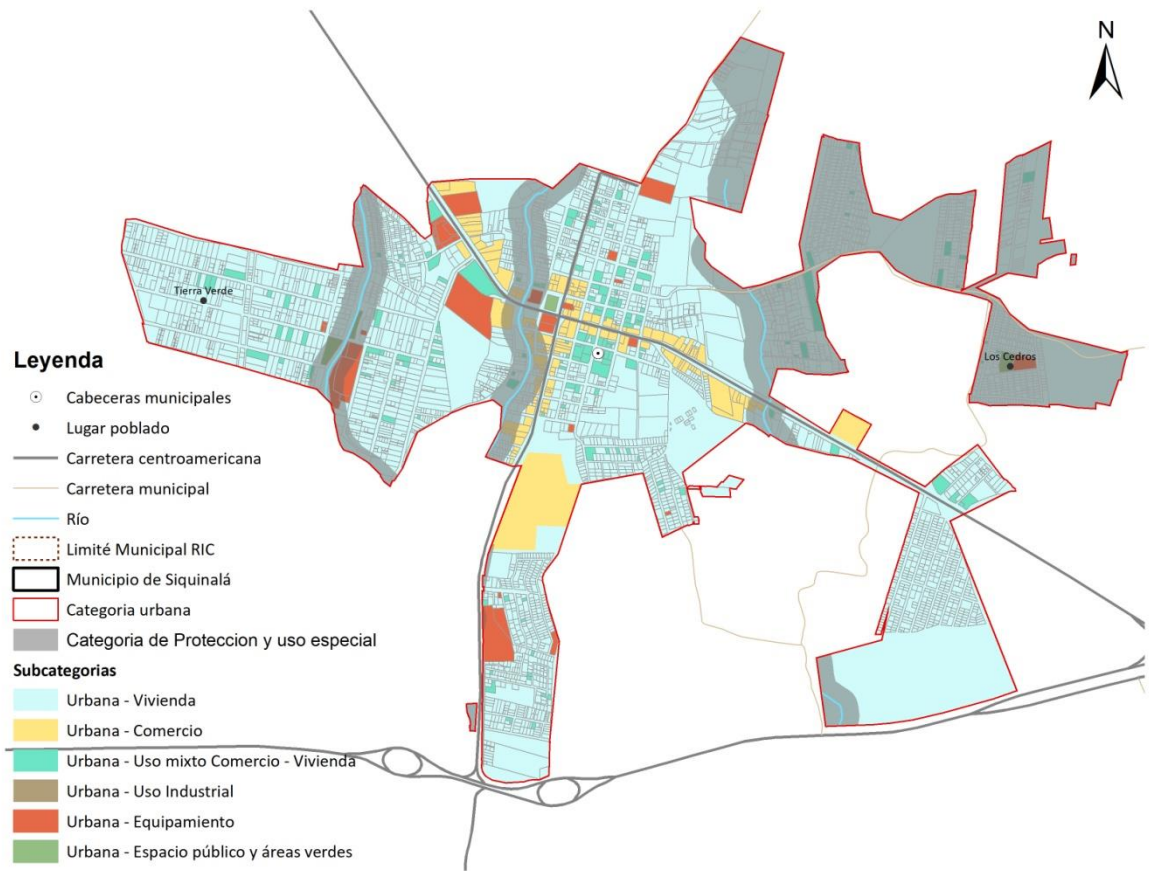 N
Tierra Verde
Los Cedros
Leyenda
Cabeceras municipales
Lugar poblado
Carretera centroamericana
Carretera municipal
Río
Limité Municipal RIC
Municipio de Siquinalá
Categoria urbana
Categoria de Proteccion y uso especial
Subcategorias
Urbana - Vivienda
Urbana - Comercio
Urbana - Uso mixto Comercio - Vivienda
Urbana - Uso Industrial
Urbana - Equipamiento
Urbana - Espacio público y áreas verdes